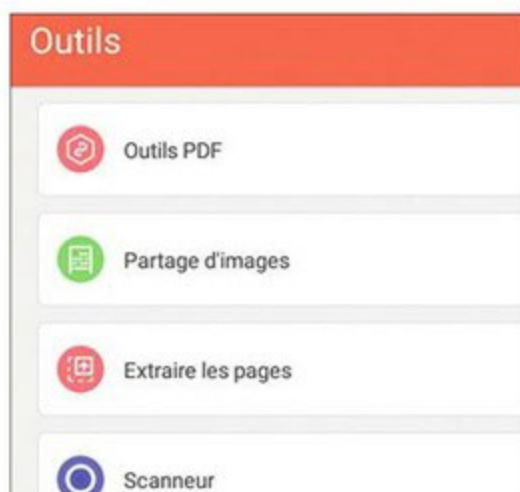 Outils
Outils PDF
Partage d'images
Extraire les pages
Scanneur